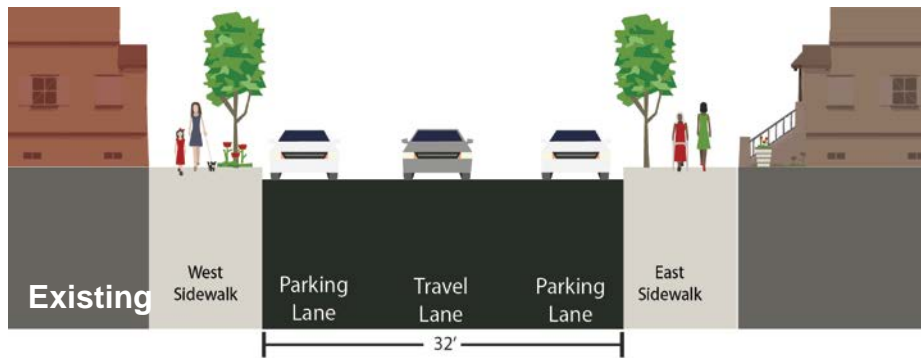 West
Sidewalk
Parking
Lane
Travel
Lane
Parking
Lane
East
Sidewalk
Existing
32'